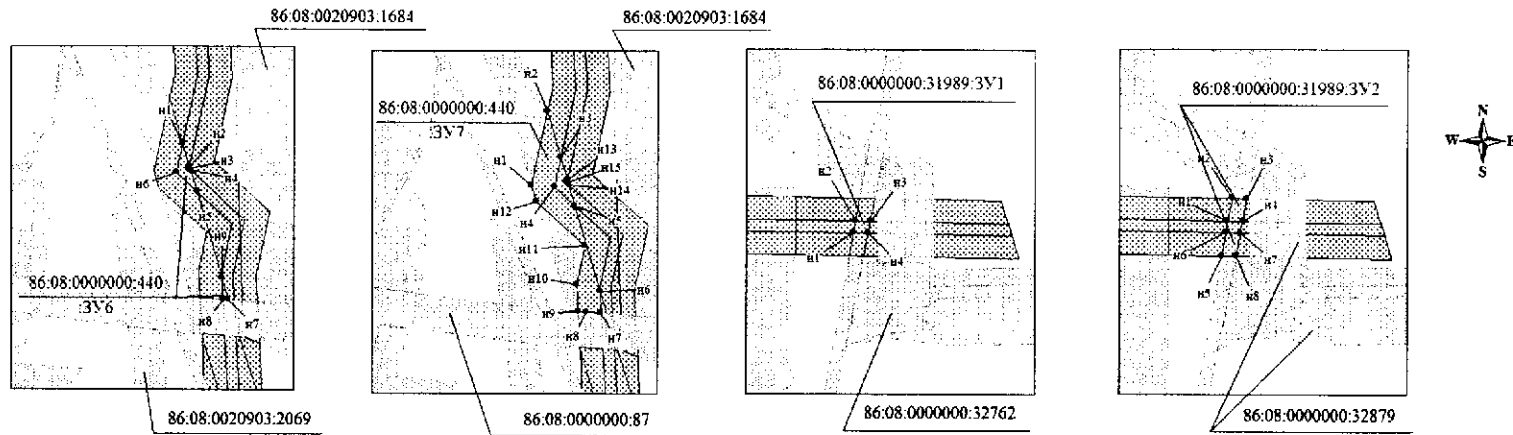 86:08:0020903:1684
н1
н2
н3
н4
н6
н5
н9
86:08:0000000:440
:ЗУ6
н8
н7
86:08:0020903:2069
86:08:0020903:1684
н2
86:08:0000000:440
:ЗУ7
н3
н13
н15
н1
н14
н12
н4
н5
н11
н10
н6
н9
н8
н7
86:08:0000000:87
86:08:0000000:31989:ЗУ1
н2
н3
н1
н4
86:08:0000000:32762
86:08:0000000:31989:ЗУ2
н2
н3
н1
н4
н6
н7
н5
н8
86:08:0000000:32879
N
W
E
S